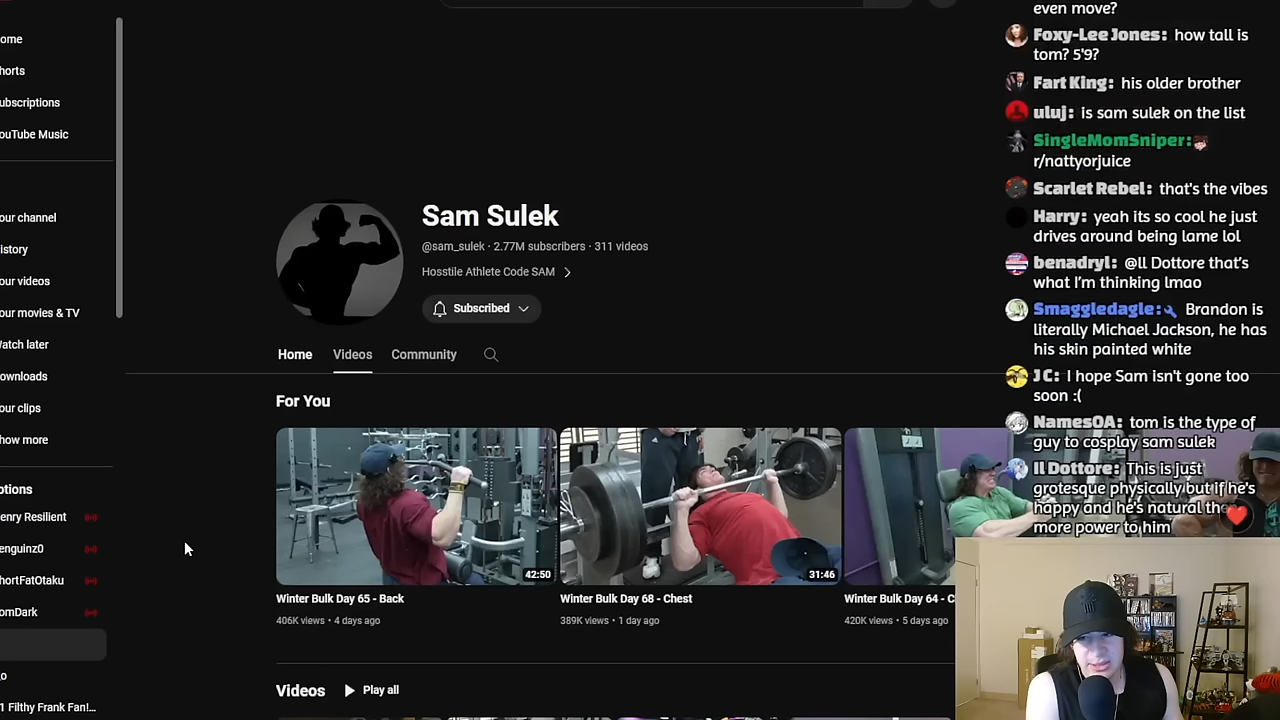 ome
horts
ubscriptions
ouTube Music
our channel
istory
our videos
our movies & TV
Vatch later
ownloads
our clips
how more
ptions
enry Resilient
enguinz0
hortFatOtaku
omDark
o
1 Filthy Frank Fan!...
Sam Sulek
@sam_sulek · 2.77M subscribers · 311 videos
Hosstile Athlete Code SAM
Subscribed
Home Videos Community
For You
42:50
31:46
Winter Bulk Day 65 - Back
406K views · 4 days ago
Winter Bulk Day 68 - Chest
389K views · 1 day ago
Winter Bulk Day 64 - C
420K views · 5 days ago
Videos Play all
even move?
Foxy-Lee Jones: how tall is
tom? 5'9?
Fart King: his older brother
uluj: is sam sulek on the list
SingleMomSniper:
r/nattyorjuice
Scarlet Rebel: that's the vibes
Harry: yeah its so cool he just
drives around being lame lol
benadryl: @ll Dottore that's
what I'm thinking lmao
Smaggledagle: Brandon is
literally Michael Jackson, he has
his skin painted white
J C: I hope Sam isn't gone too
soon :(
NamesOA: tom is the type of
guy to cosplay sam sulek
Il Dottore: This is just
grotesque physically but if he's
happy and he's natural the
more power to him